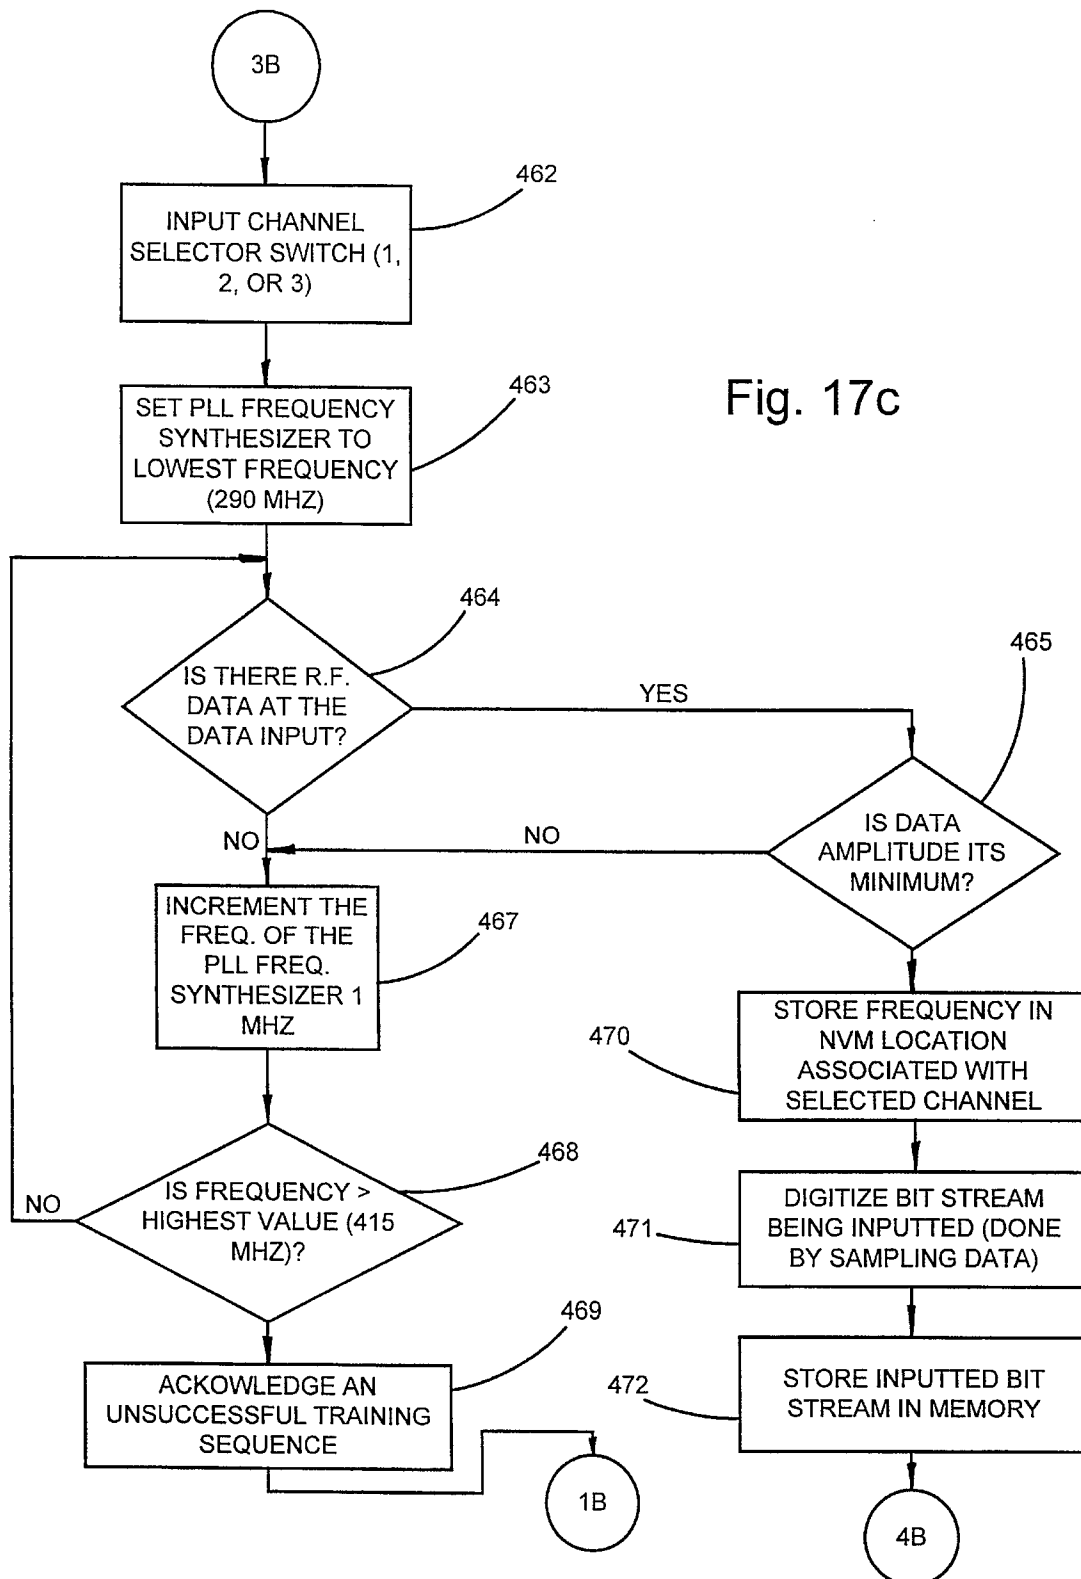 3B
462
INPUT CHANNEL
SELECTOR SWITCH (1,
2, OR 3)
Fig. 17c
463
SET PLL FREQUENCY
SYNTHESIZER TO
LOWEST FREQUENCY
(290 MHZ)
464
IS THERE R.F.
DATA AT THE
DATA INPUT?
YES
465
IS DATA
AMPLITUDE ITS
MINIMUM?
NO
NO
INCREMENT THE
FREQ. OF THE
PLL FREQ.
SYNTHESIZER 1
MHZ
467
STORE FREQUENCY IN
NVM LOCATION
ASSOCIATED WITH
SELECTED CHANNEL
470
468
IS FREQUENCY >
HIGHEST VALUE (415
MHZ)?
NO
DIGITIZE BIT STREAM
BEING INPUTTED (DONE
BY SAMPLING DATA)
471
469
ACKOWLEDGE AN
UNSUCCESSFUL TRAINING
SEQUENCE
472
STORE INPUTTED BIT
STREAM IN MEMORY
1B
4B